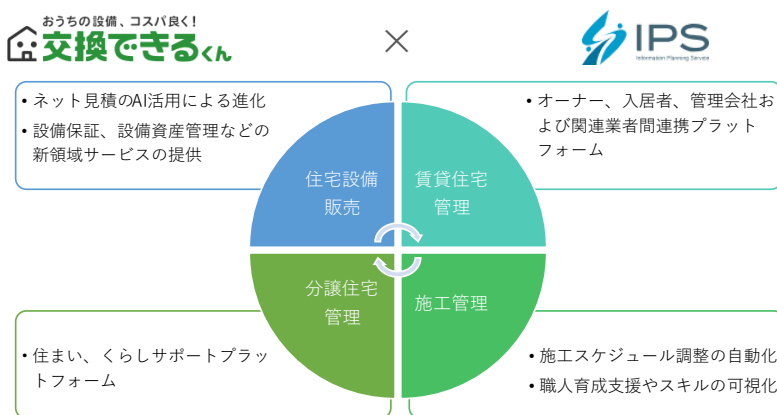 おうちの設備、コスパ良く!
交換できるくん
×
IPS
Information Planning Service
• ネット見積のAI活用による進化
• 設備保証、設備資産管理などの
新領域サービスの提供
• オーナー、入居者、管理会社お
よび関連業者間連携プラット
フォーム
住宅設備
販売
賃貸住宅
管理
分譲住宅
管理
施工管理
• 住まい、くらしサポートプラッ
トフォーム
• 施工スケジュール調整の自動化
• 職人育成支援やスキルの可視化